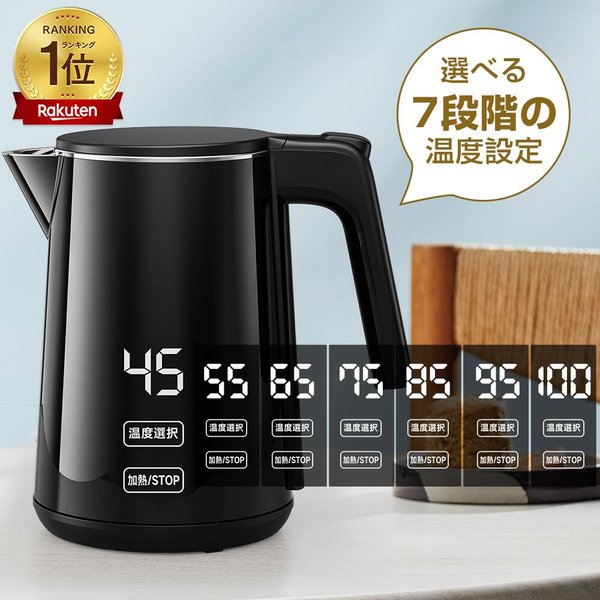 RANKING
ランキング
1位
Rakuten
選べる
7段階の
温度設定
45
55
65
75
85
95
100
温度選択
温度選択
温度選択
温度選択
温度選択
温度選択
温度選択
加熱/STOP
加熱/STOP
加熱/STOP
加熱/STOP
加熱/STOP
加熱/STOP
加熱/STOP